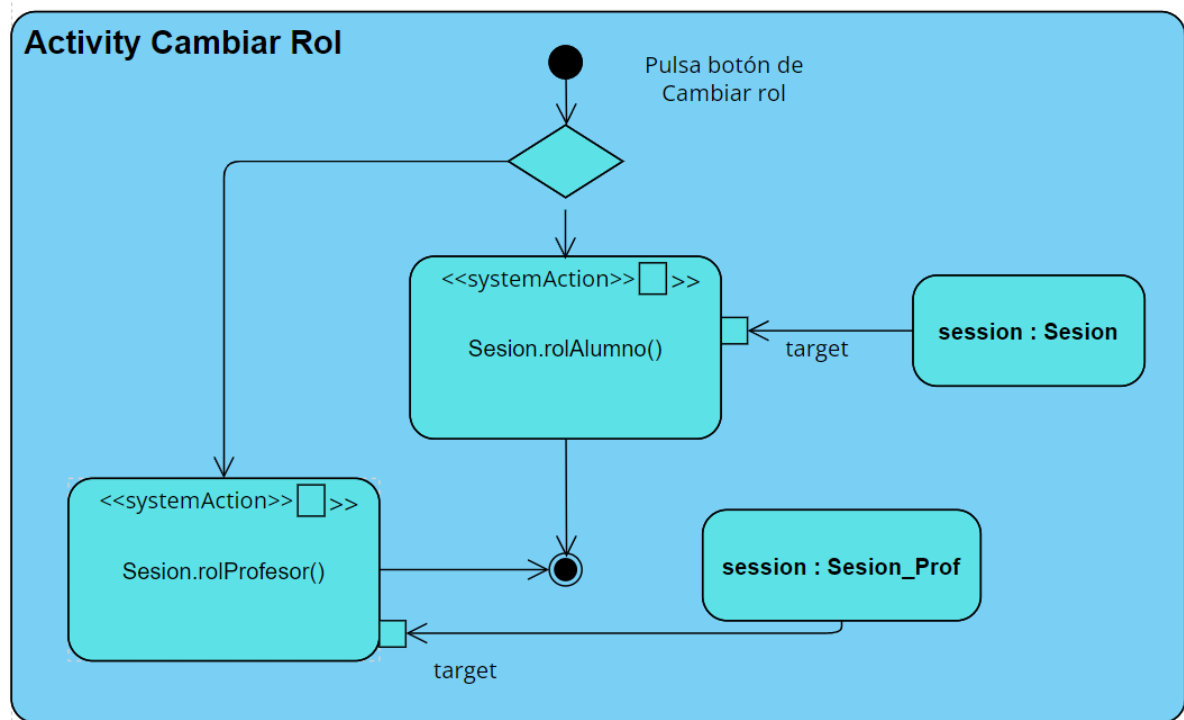 Activity Cambiar Rol
Pulsa botón de
Cambiar rol
<<systemAction>> >>
Sesion.rolAlumno()
target
session : Sesion
<<systemAction>> >>
Sesion.rolProfesor()
session : Sesion_Prof
target